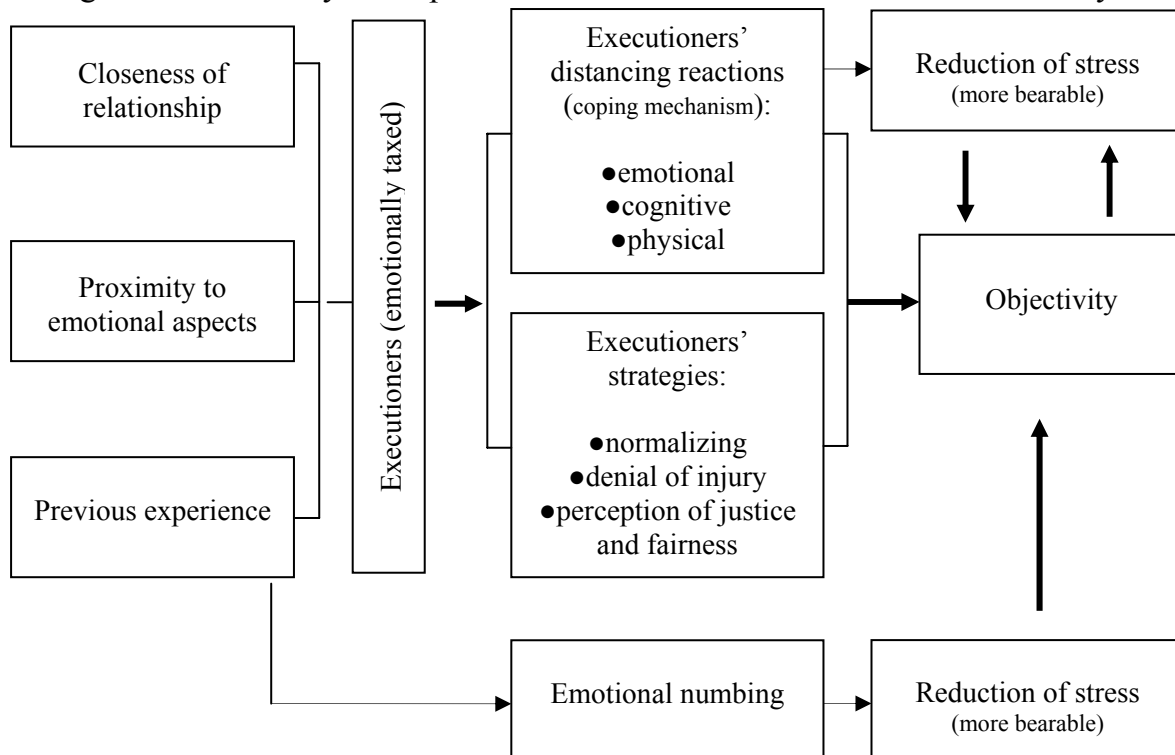 Closeness of
relationship
Proximity to
emotional aspects
Previous experience
Executioners (emotionally taxed)
Executioners’
distancing reactions
(coping mechanism):
●emotional
●cognitive
●physical
Executioners’
strategies:
●normalizing
●denial of injury
●perception of justice
and fairness
Emotional numbing
Reduction of stress
(more bearable)
Objectivity
Reduction of stress
(more bearable)